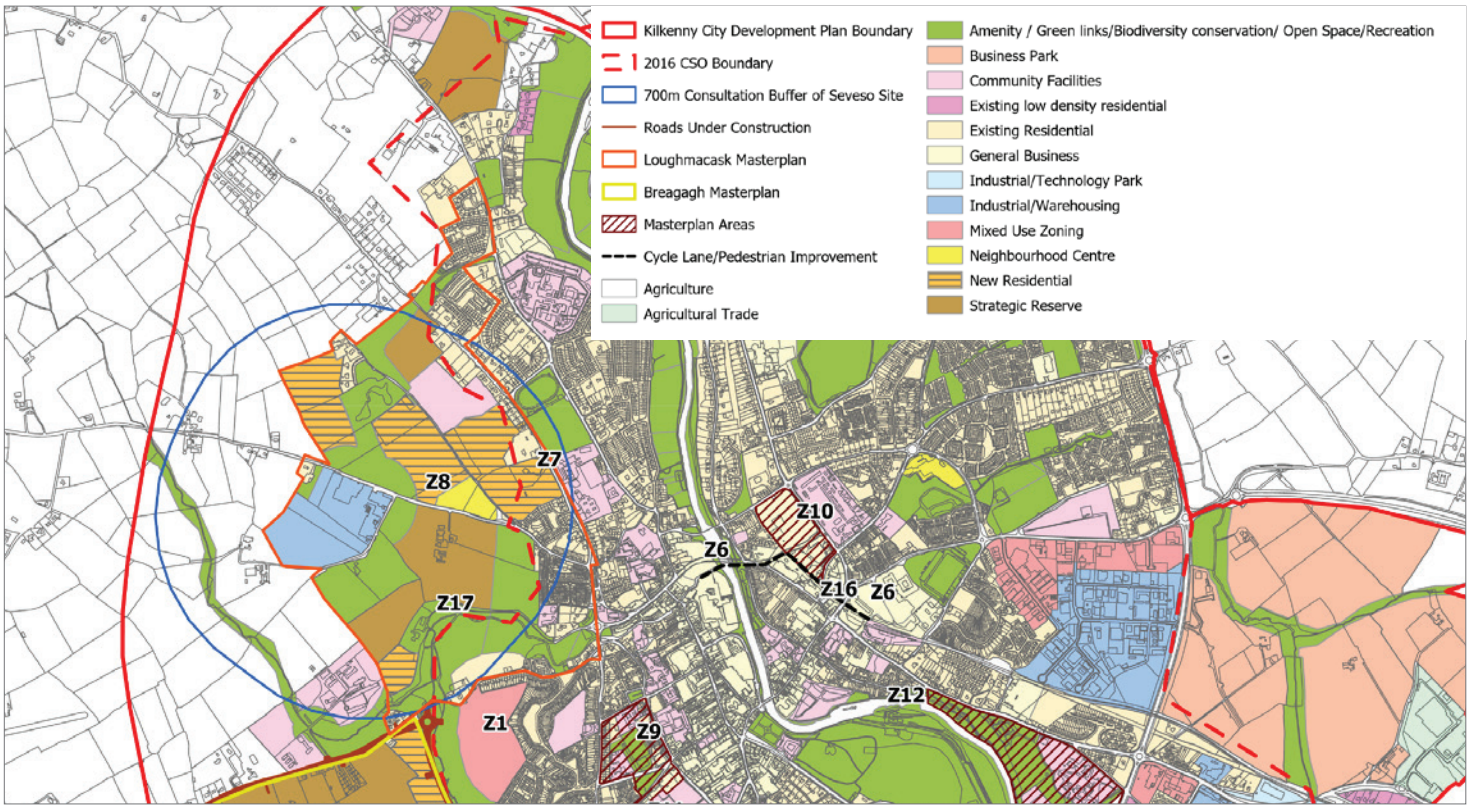 Kilkenny City Development Plan Boundary
2016 CSO Boundary
700m Consultation Buffer of Seveso Site
Roads Under Construction
Loughmacask Masterplan
Breagagh Masterplan
Masterplan Areas
Cycle Lane/Pedestrian Improvement
Agriculture
Agricultural Trade
Amenity / Green links/Biodiversity conservation/ Open Space/Recreation
Business Park
Community Facilities
Existing low density residential
Existing Residential
General Business
Industrial/Technology Park
Industrial/Warehousing
Mixed Use Zoning
Neighbourhood Centre
New Residential
Strategic Reserve
Z7
Z8
Z10
Z6
Z16
Z6
Z17
Z12
Z1
Z9